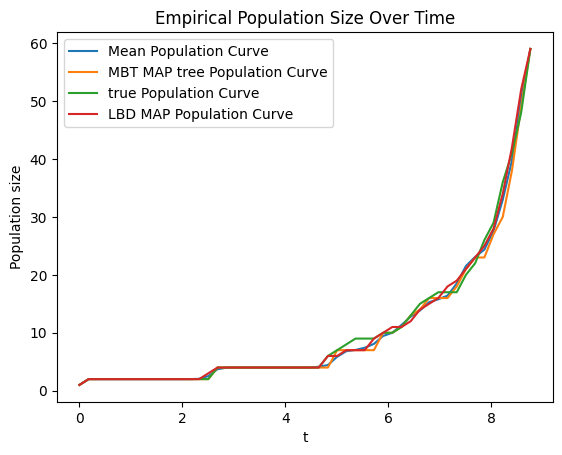 Empirical Population Size Over Time
Mean Population Curve
MBT MAP tree Population Curve
true Population Curve
LBD MAP Population Curve
Population size
60
50
40
30
20
10
0
0 2 4 6 8
t